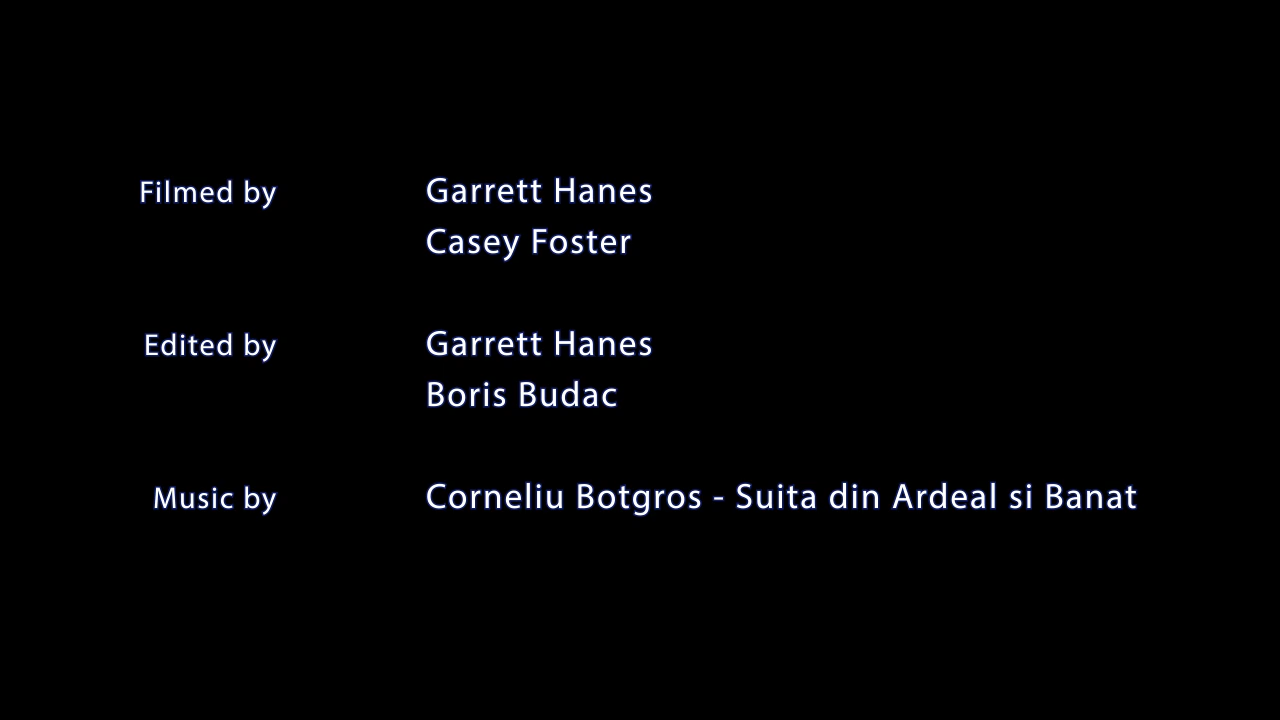 Filmed by Garrett Hanes
Casey Foster
Edited by Garrett Hanes
Boris Budac
Music by Corneliu Botgros - Suita din Ardeal si Banat